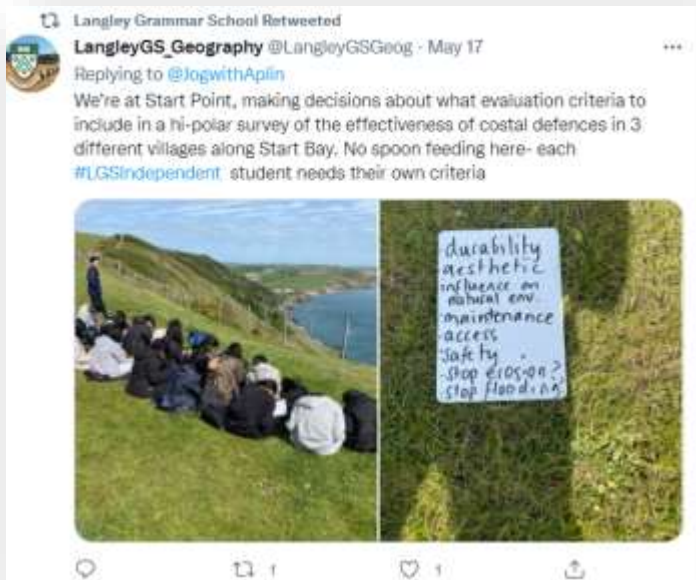 Langley Grammar School Retweeted
LangleyGS_Geography @LangleyGSGeog · May 17
Replying to @JogwithAplin
We're at Start Point, making decisions about what evaluation criteria to
include in a hi-polar survey of the effectiveness of costal defences in 3
different villages along Start Bay. No spoon feeding here- each
#LGSIndependent student needs their own criteria
durability
aesthetic
influence on
natural env.
maintenance
access
safety
stop erosion?
stop flooding
1 1